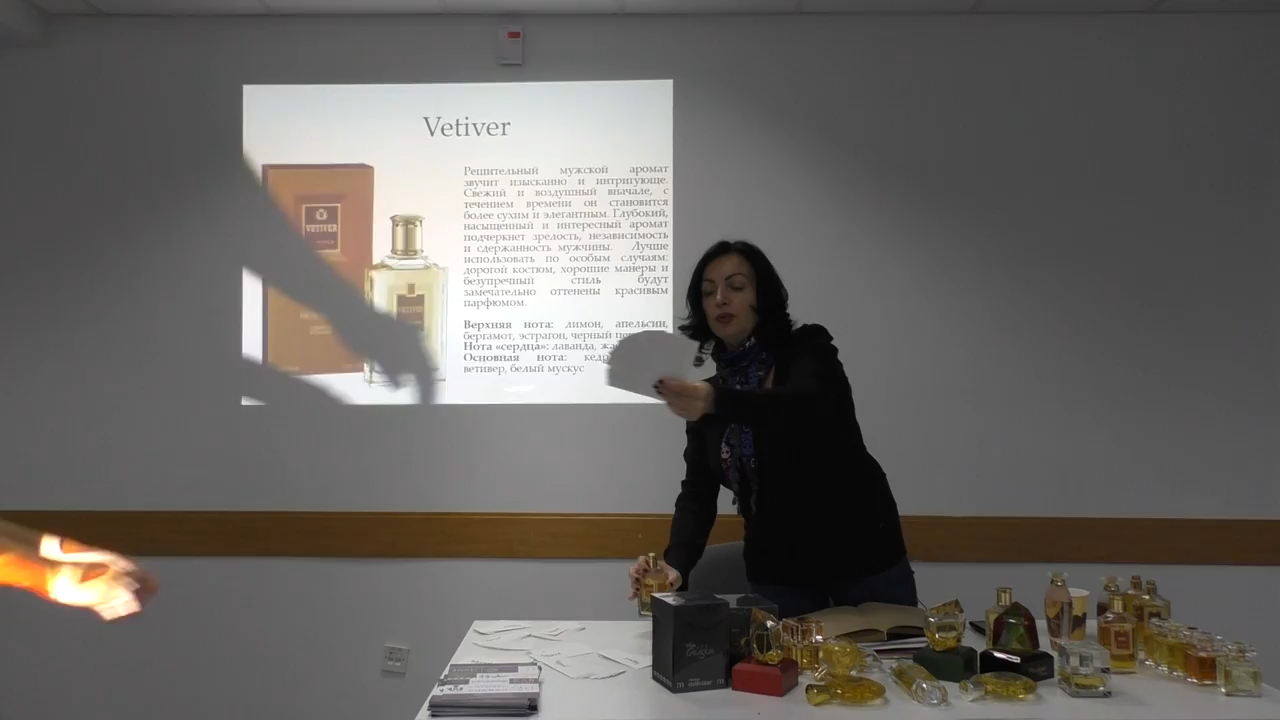 Vetiver
Решительный мужской аромат
звучит изысканно и интригующе.
Свежий и воздушный вначале, с
течением времени он становится
более сухим и элегантным. Глубокий,
насыщенный и интересный аромат
подчеркнет зрелость, независимость
и сдержанность мужчины. Лучше
использовать по особым случаям:
дорогой костюм, хорошие манеры и
безупречный стиль будут
замечательно оттенены красивым
парфюмом.
Верхняя нота: лимон, апельсин,
бергамот, эстрагон, черный
Нота «сердца»: лаванда,
Основная нота:
ветивер, белый мускус
VETIVER
VETIVER